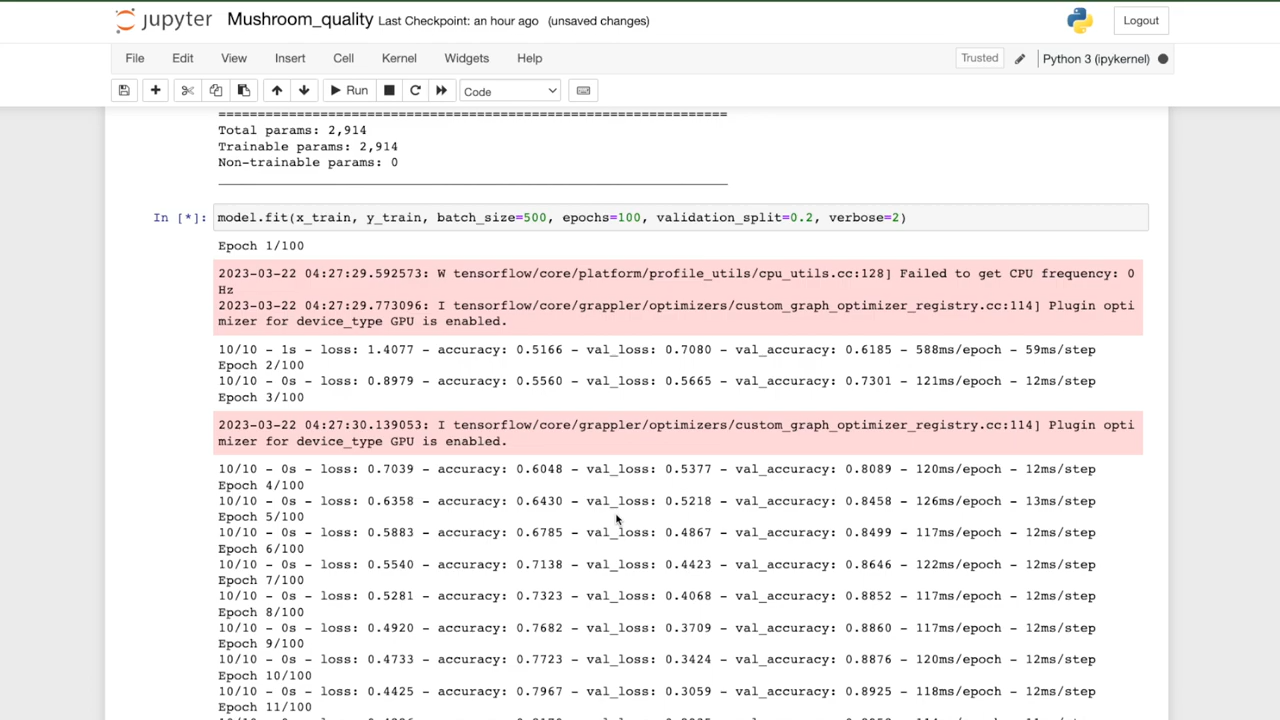 jupyter Mushroom_quality Last Checkpoint: an hour ago (unsaved changes) Logout
File Edit View Insert Cell Kernel Widgets Help Trusted Python 3 (ipykernel)
Run Code
=================================================================
Total params: 2,914
Trainable params: 2,914
Non-trainable params: 0
_________________________________________________________________
In [*]: model.fit(x_train, y_train, batch_size=500, epochs=100, validation_split=0.2, verbose=2)
Epoch 1/100
2023-03-22 04:27:29.592573: W tensorflow/core/platform/profile_utils/cpu_utils.cc:128] Failed to get CPU frequency: 0
Hz
2023-03-22 04:27:29.773096: I tensorflow/core/grappler/optimizers/custom_graph_optimizer_registry.cc:114] Plugin opti
mizer for device_type GPU is enabled.
10/10 - 1s - loss: 1.4077 - accuracy: 0.5166 - val_loss: 0.7080 - val_accuracy: 0.6185 - 588ms/epoch - 59ms/step
Epoch 2/100
10/10 - 0s - loss: 0.8979 - accuracy: 0.5560 - val_loss: 0.5665 - val_accuracy: 0.7301 - 121ms/epoch - 12ms/step
Epoch 3/100
2023-03-22 04:27:30.139053: I tensorflow/core/grappler/optimizers/custom_graph_optimizer_registry.cc:114] Plugin opti
mizer for device_type GPU is enabled.
10/10 - 0s - loss: 0.7039 - accuracy: 0.6048 - val_loss: 0.5377 - val_accuracy: 0.8089 - 120ms/epoch - 12ms/step
Epoch 4/100
10/10 - 0s - loss: 0.6358 - accuracy: 0.6430 - val_loss: 0.5218 - val_accuracy: 0.8458 - 126ms/epoch - 13ms/step
Epoch 5/100
10/10 - 0s - loss: 0.5883 - accuracy: 0.6785 - val_loss: 0.4867 - val_accuracy: 0.8499 - 117ms/epoch - 12ms/step
Epoch 6/100
10/10 - 0s - loss: 0.5540 - accuracy: 0.7138 - val_loss: 0.4423 - val_accuracy: 0.8646 - 122ms/epoch - 12ms/step
Epoch 7/100
10/10 - 0s - loss: 0.5281 - accuracy: 0.7323 - val_loss: 0.4068 - val_accuracy: 0.8852 - 117ms/epoch - 12ms/step
Epoch 8/100
10/10 - 0s - loss: 0.4920 - accuracy: 0.7682 - val_loss: 0.3709 - val_accuracy: 0.8860 - 117ms/epoch - 12ms/step
Epoch 9/100
10/10 - 0s - loss: 0.4733 - accuracy: 0.7723 - val_loss: 0.3424 - val_accuracy: 0.8876 - 120ms/epoch - 12ms/step
Epoch 10/100
10/10 - 0s - loss: 0.4425 - accuracy: 0.7967 - val_loss: 0.3059 - val_accuracy: 0.8925 - 118ms/epoch - 12ms/step
Epoch 11/100